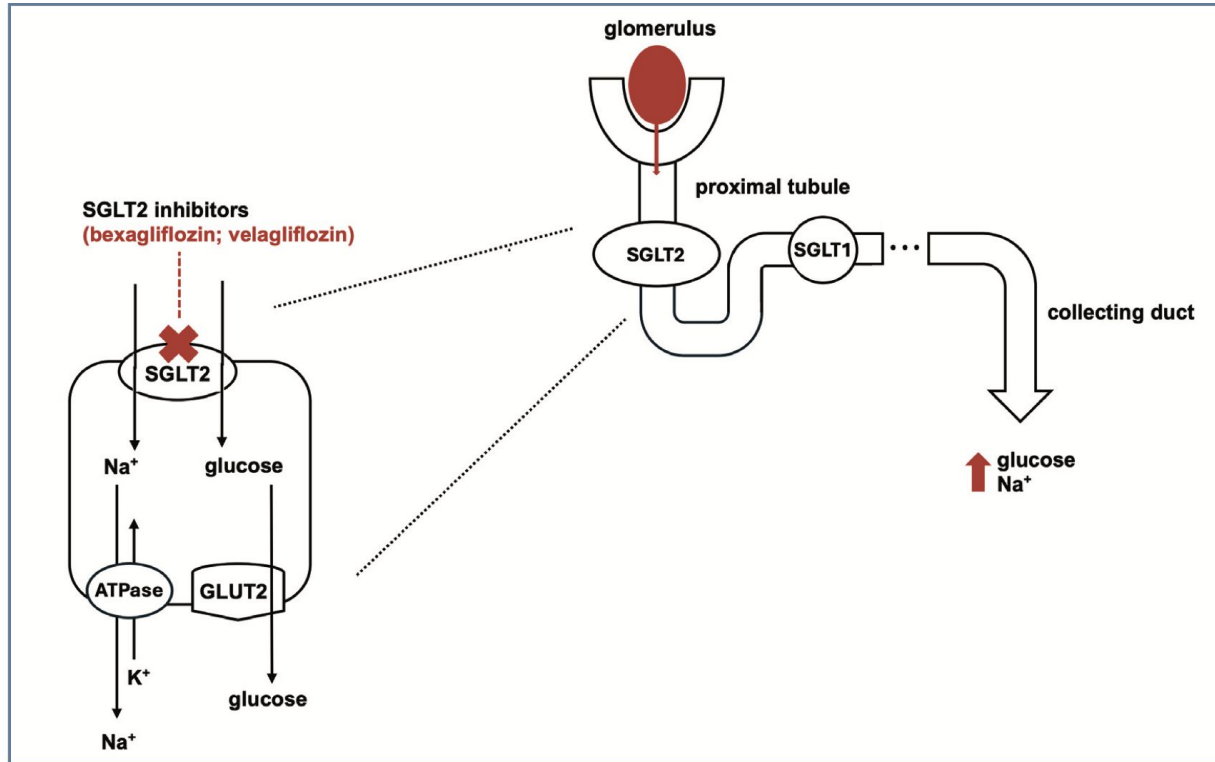 glomerulus
proximal tubule
SGLT2 inhibitors
(bexagliflozin; velagliflozin)
SGLT2
SGLT1
collecting duct
SGLT2
Na⁺
glucose
glucose
Na⁺
ATPase
GLUT2
K⁺
glucose
Na⁺